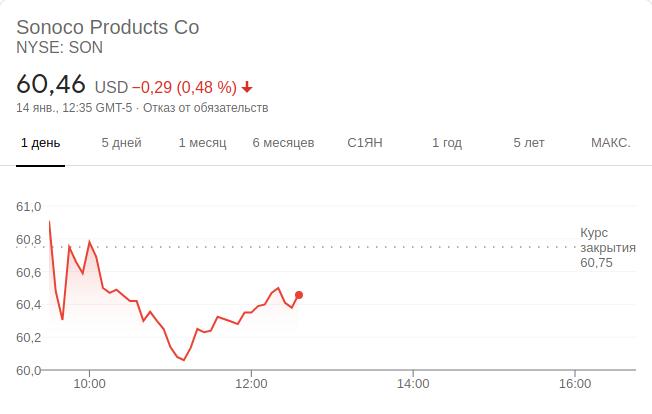 Sonoco Products Co
NYSE: SON
60,46 USD −0,29 (0,48 %)
14 янв., 12:35 GMT-5 · Отказ от обязательств
1 день 5 дней 1 месяц 6 месяцев С1ЯН 1 год 5 лет МАКС.
61,0
Курс
60,8
закрытия
60,75
60,6
60,4
60,2
60,0
10:00 12:00 14:00 16:00